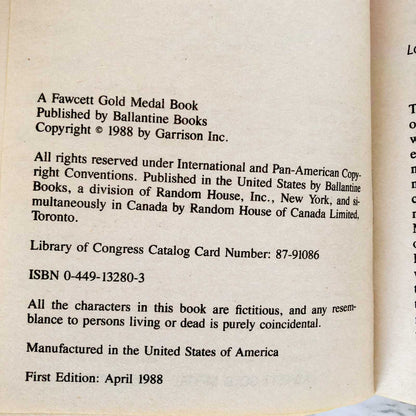 A Fawcett Gold Medal Book
Published by Ballantine Books
Copyright © 1988 by Garrison Inc.
All rights reserved under International and Pan-American Copy-
right Conventions. Published in the United States by Ballantine
Books, a division of Random House, Inc., New York, and si-
multaneously in Canada by Random House of Canada Limited,
Toronto.
Library of Congress Catalog Card Number: 87-91086
ISBN 0-449-13280-3
All the characters in this book are fictitious, and any resem-
blance to persons living or dead is purely coincidental.
Manufactured in the United States of America
First Edition: April 1988